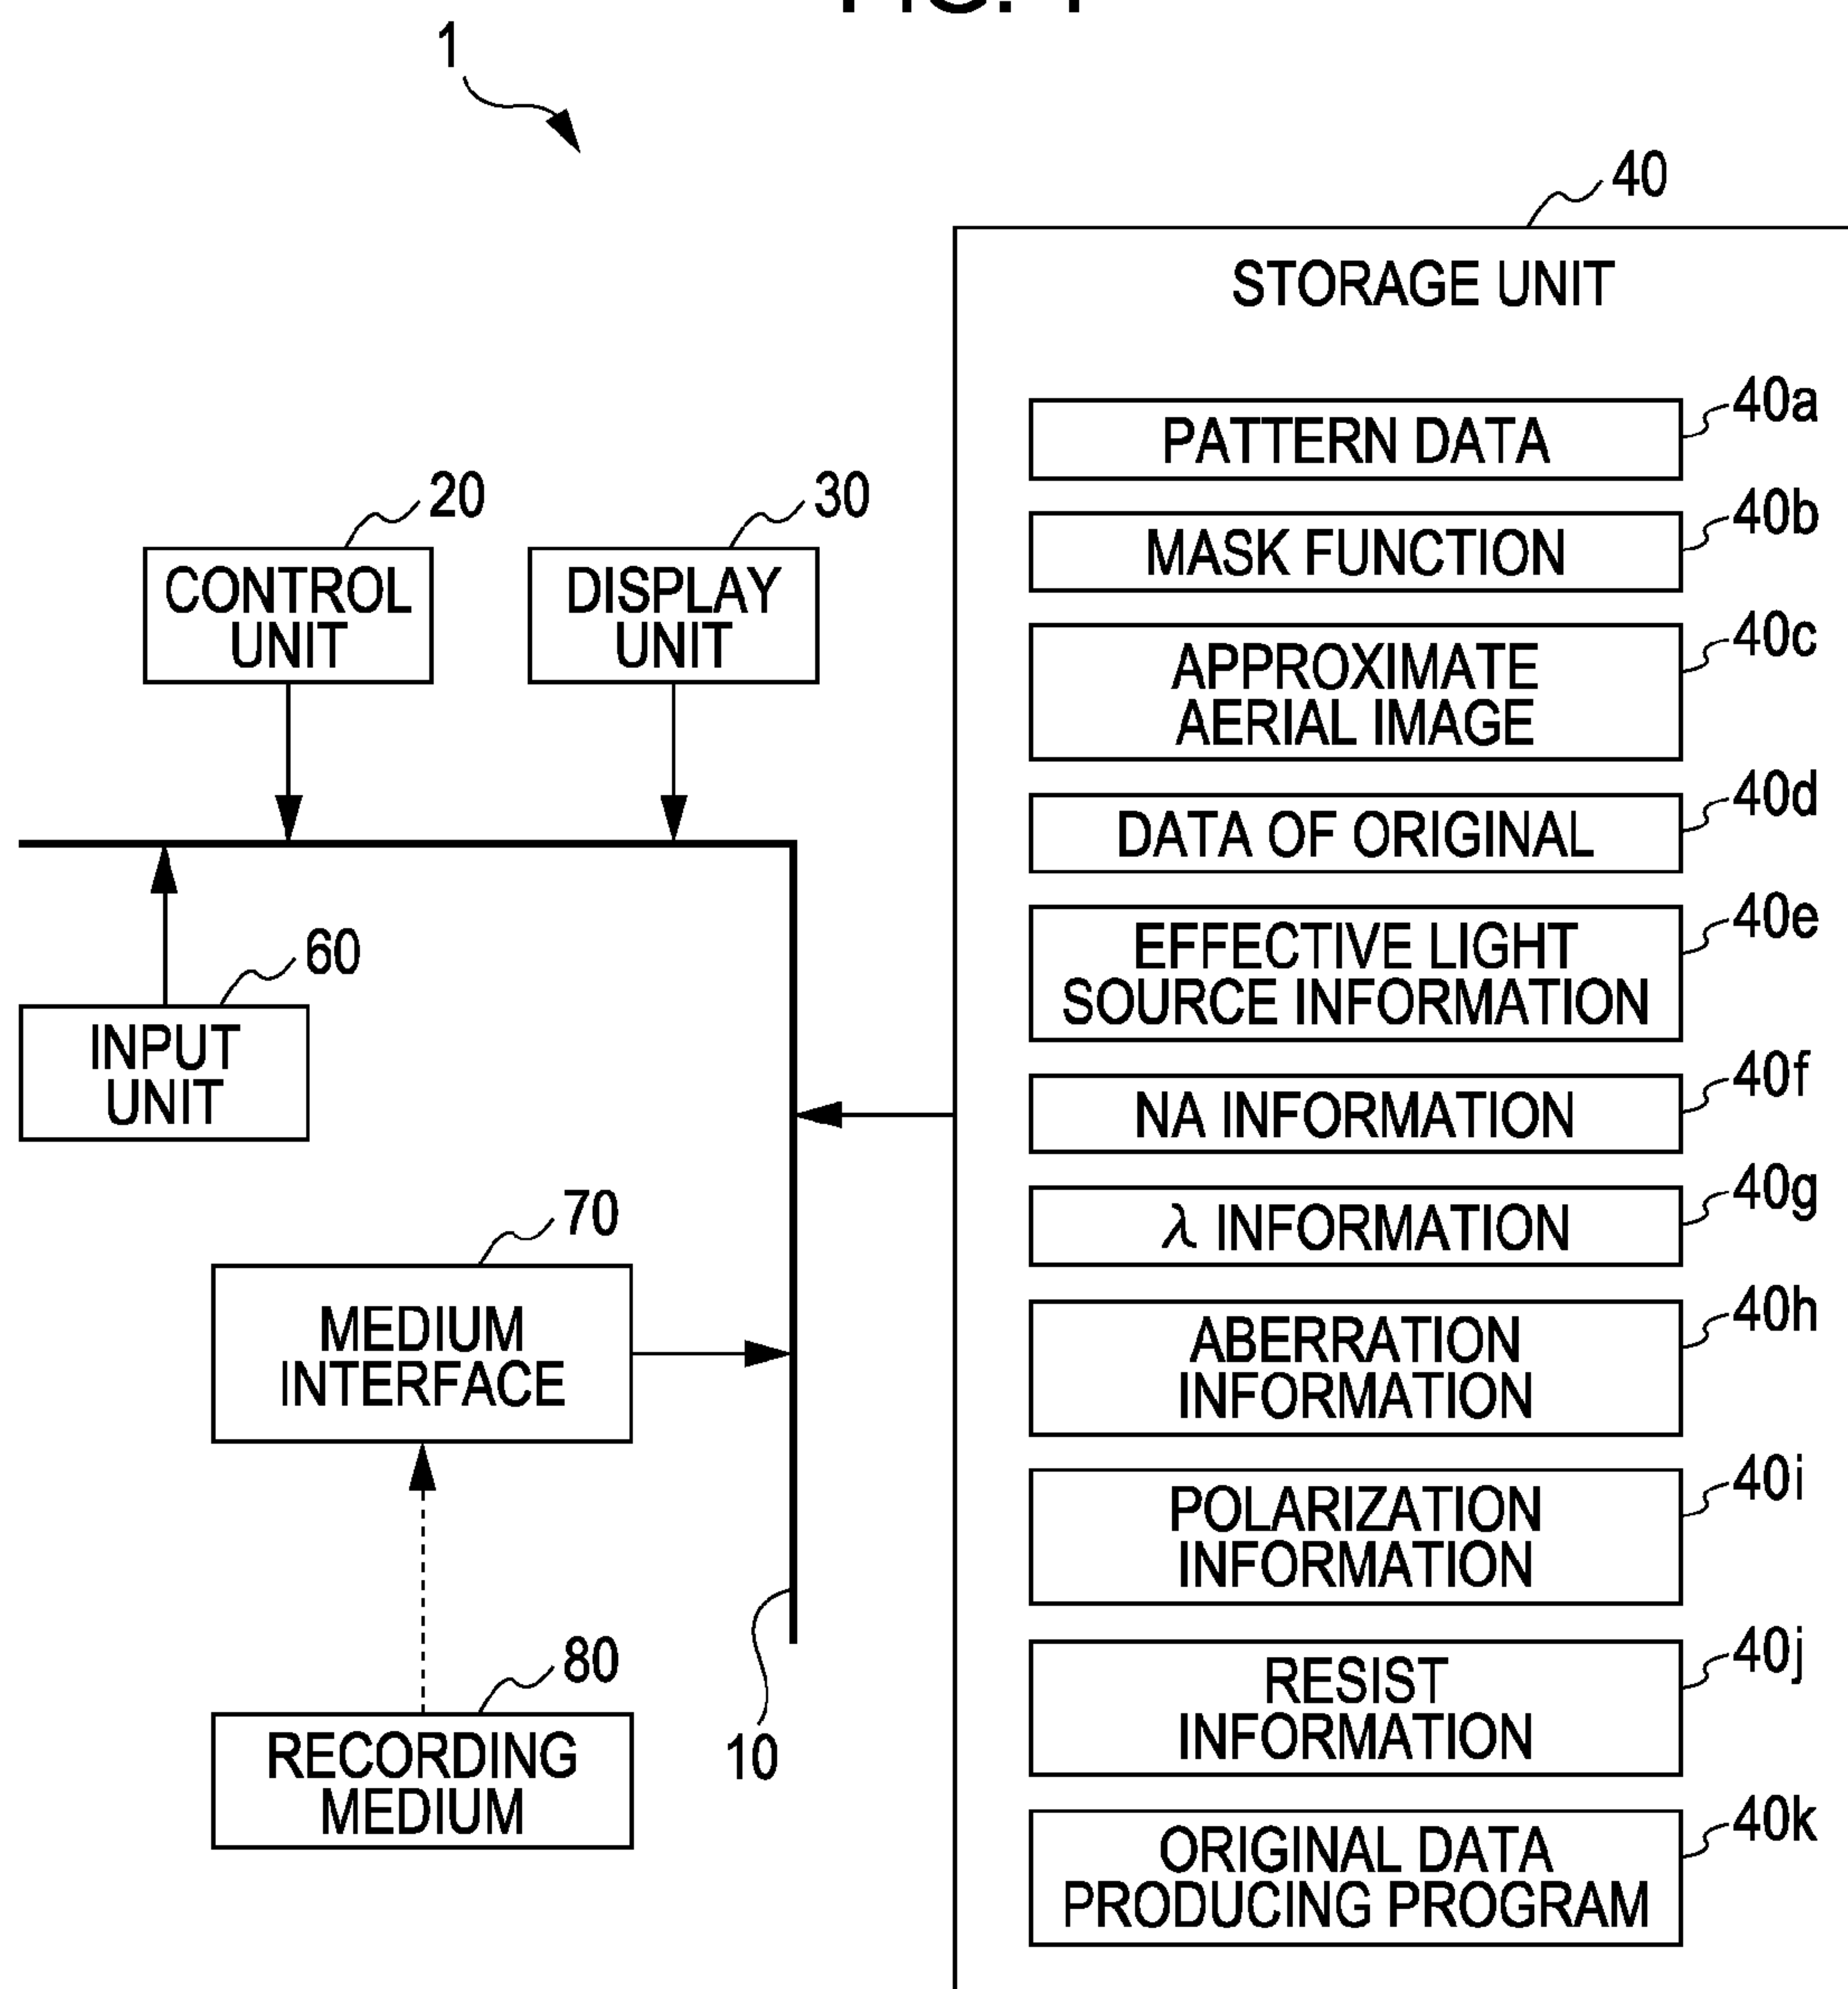 1
40
STORAGE UNIT
40a
PATTERN DATA
40b
MASK FUNCTION
40c
APPROXIMATE
AERIAL IMAGE
40d
DATA OF ORIGINAL
40e
EFFECTIVE LIGHT
SOURCE INFORMATION
40f
NA INFORMATION
40g
λ INFORMATION
40h
ABERRATION
INFORMATION
40i
POLARIZATION
INFORMATION
40j
RESIST
INFORMATION
40k
ORIGINAL DATA
PRODUCING PROGRAM
20
CONTROL
UNIT
30
DISPLAY
UNIT
60
INPUT
UNIT
70
MEDIUM
INTERFACE
80
RECORDING
MEDIUM
10